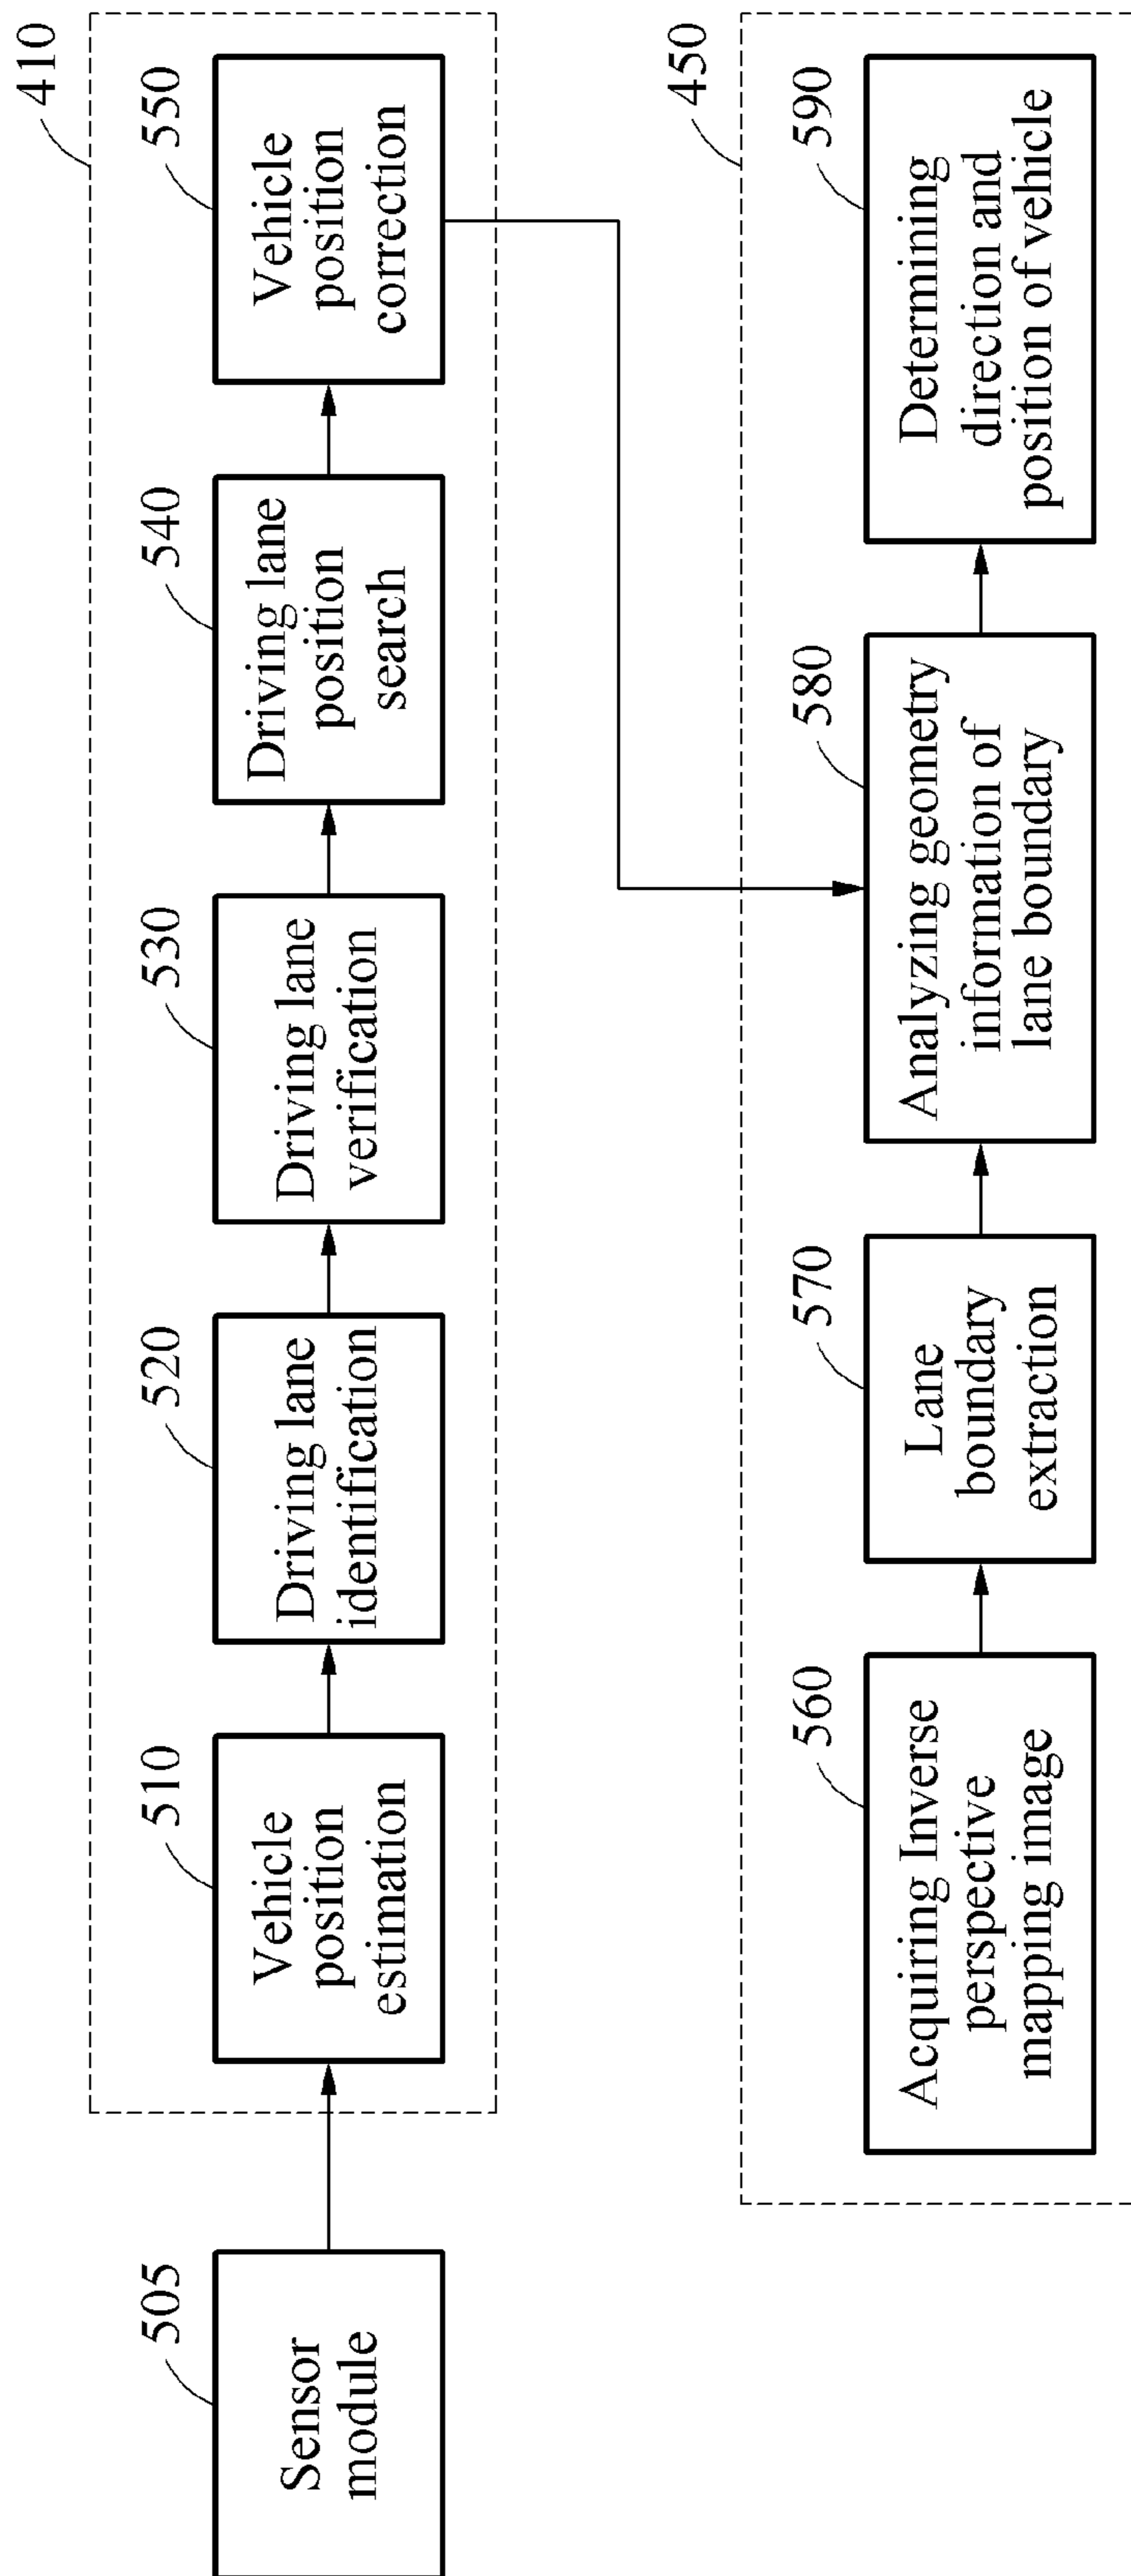 410
505
Sensor
module
510
Vehicle
position
estimation
520
Driving lane
identification
530
Driving lane
verification
540
Driving lane
position
search
550
Vehicle
position
correction
450
560
Acquiring Inverse
perspective
mapping image
570
Lane
boundary
extraction
580
Analyzing geometry
information of
lane boundary
590
Determining
direction and
position of vehicle